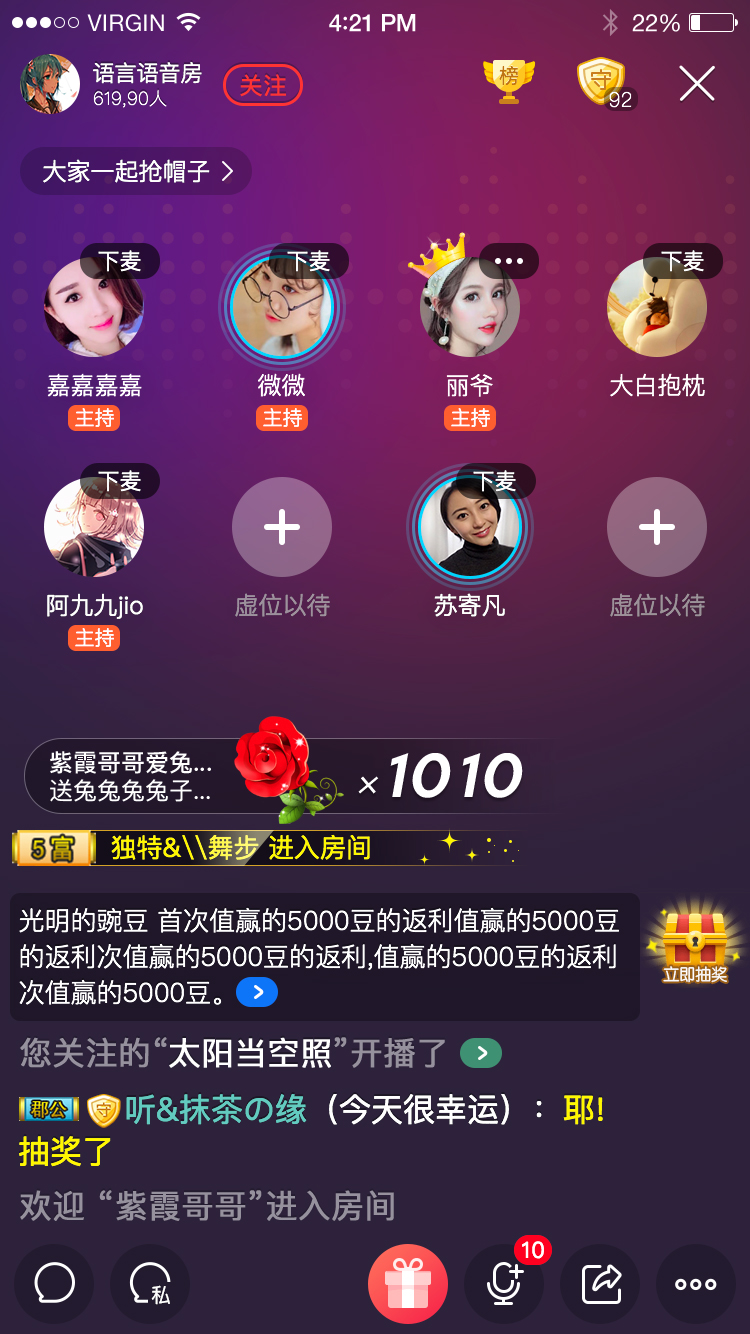 VIRGIN 4:21 PM 22%
语言语音房
619,90人
关注
榜
守
92
大家一起抢帽子
下麦 下麦 下麦
嘉嘉嘉嘉 微微 丽爷 大白抱枕
主持 主持 主持
下麦 下麦
阿九九jio 虚位以待 苏寄凡 虚位以待
主持
紫霞哥哥爱兔...
送兔兔兔兔子...
×1010
5富 独特&\\舞步 进入房间
光明的豌豆 首次值赢的5000豆的返利值赢的5000豆
的返利次值赢的5000豆的返利,值赢的5000豆的返利
次值赢的5000豆。
立即抽奖
您关注的“太阳当空照”开播了
郡公 守 听&抹茶の缘（今天很幸运）：耶!
抽奖了
欢迎 “紫霞哥哥”进入房间
私
10